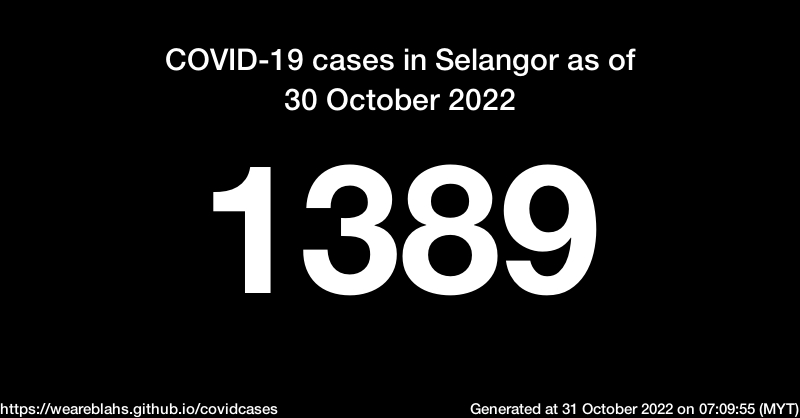 COVID-19 cases in Selangor as of
30 October 2022
1389
https://weareblahs.github.io/covidcases
Generated at 31 October 2022 on 07:09:55 (MYT)